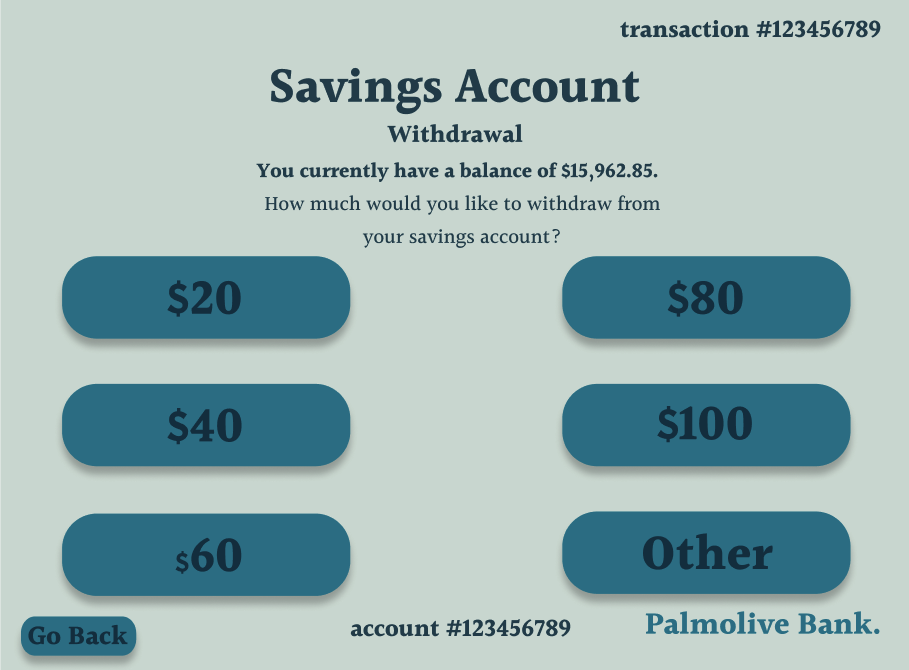 transaction #123456789
Savings Account
Withdrawal
You currently have a balance of $15,962.85.
How much would you like to withdraw from
your savings account?
$20
$80
$40
$100
$60
Other
Go Back
account #123456789
Palmolive Bank.